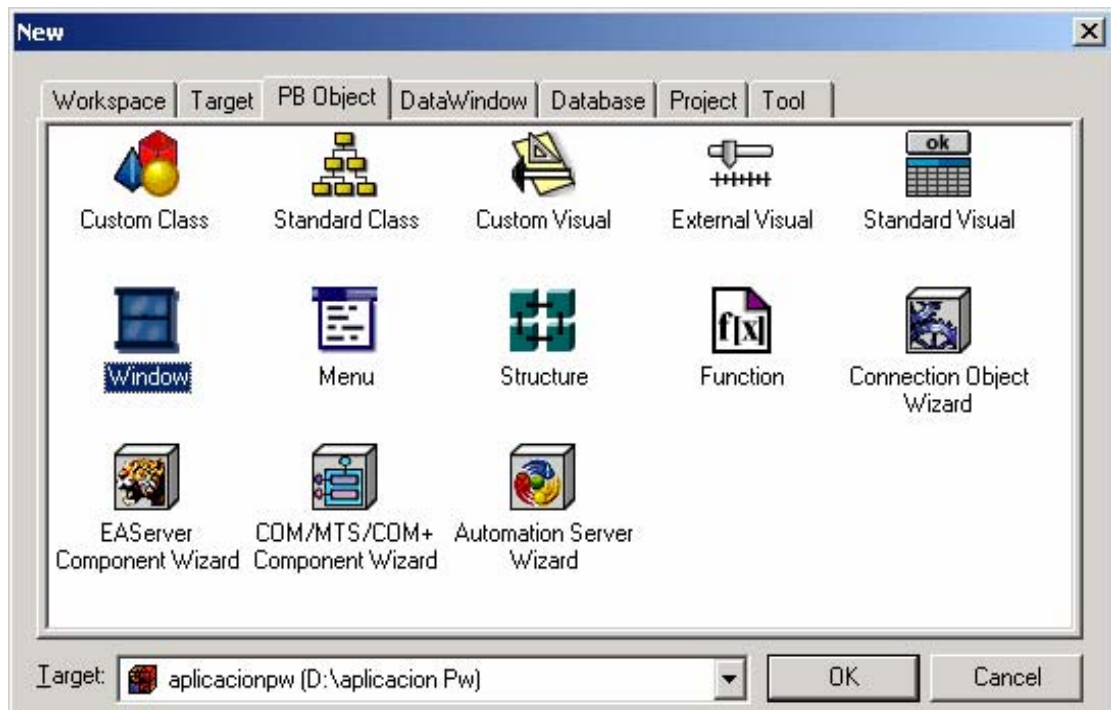 New
Workspace Target PB Object DataWindow Database Project Tool
ok
Custom Class Standard Class Custom Visual External Visual Standard Visual
f[x]
Window Menu Structure Function Connection Object
Wizard
EAServer COM/MTS/COM+ Automation Server
Component Wizard Component Wizard Wizard
Target: aplicacionpw (D:\aplicacion Pw) OK Cancel